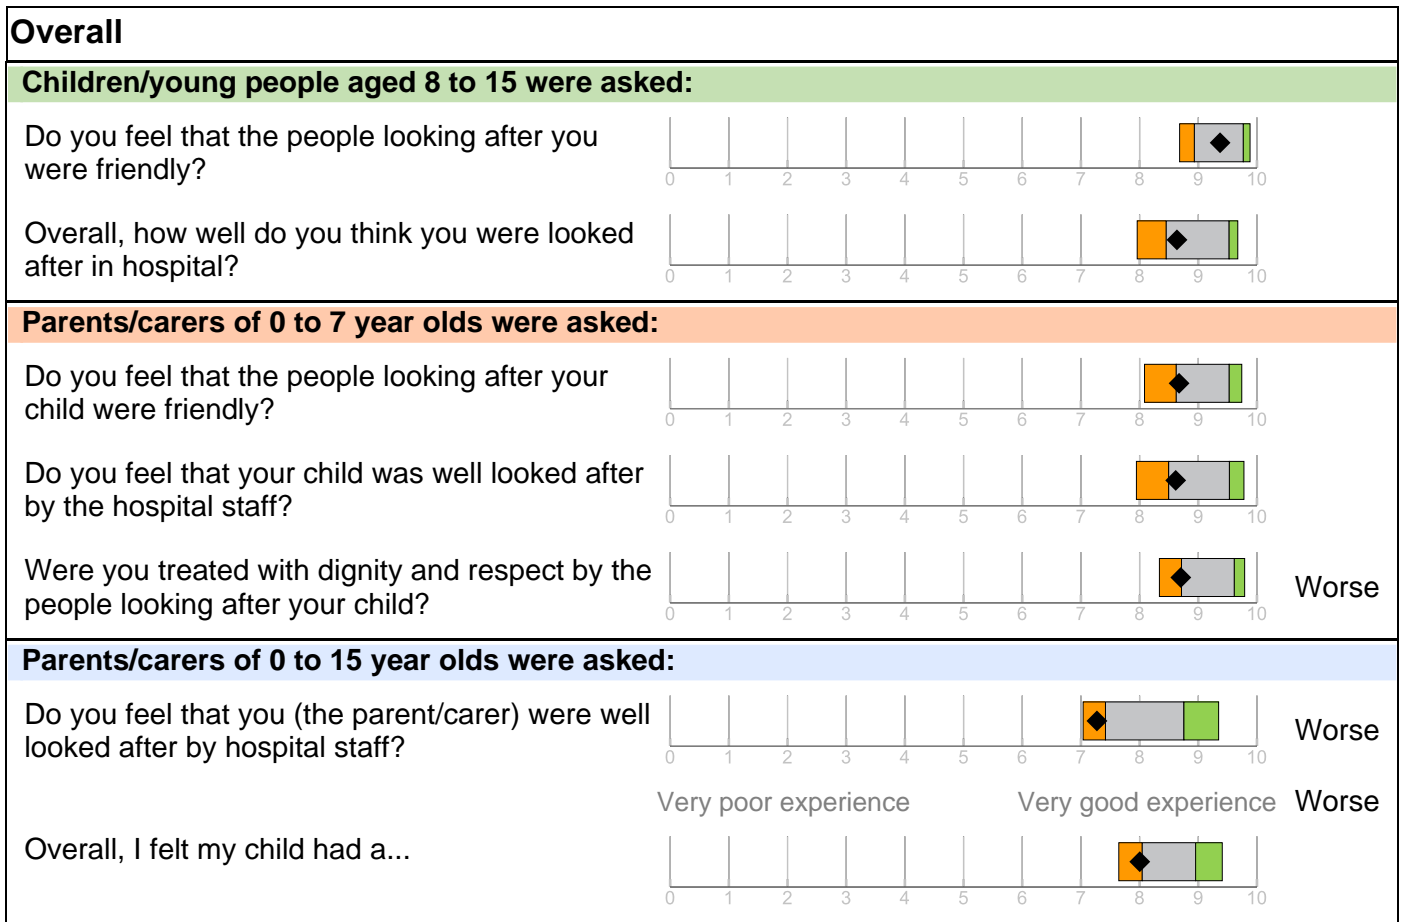 Overall
Children/young people aged 8 to 15 were asked:
Do you feel that the people looking after you
were friendly?
0 1 2 3 4 5 6 7 8 9 10
Overall, how well do you think you were looked
after in hospital?
0 1 2 3 4 5 6 7 8 9 10
Parents/carers of 0 to 7 year olds were asked:
Do you feel that the people looking after your
child were friendly?
0 1 2 3 4 5 6 7 8 9 10
Do you feel that your child was well looked after
by the hospital staff?
0 1 2 3 4 5 6 7 8 9 10
Were you treated with dignity and respect by the
people looking after your child?
Worse
0 1 2 3 4 5 6 7 8 9 10
Parents/carers of 0 to 15 year olds were asked:
Do you feel that you (the parent/carer) were well
looked after by hospital staff?
Worse
0 1 2 3 4 5 6 7 8 9 10
Very poor experience Very good experience Worse
Overall, I felt my child had a...
0 1 2 3 4 5 6 7 8 9 10